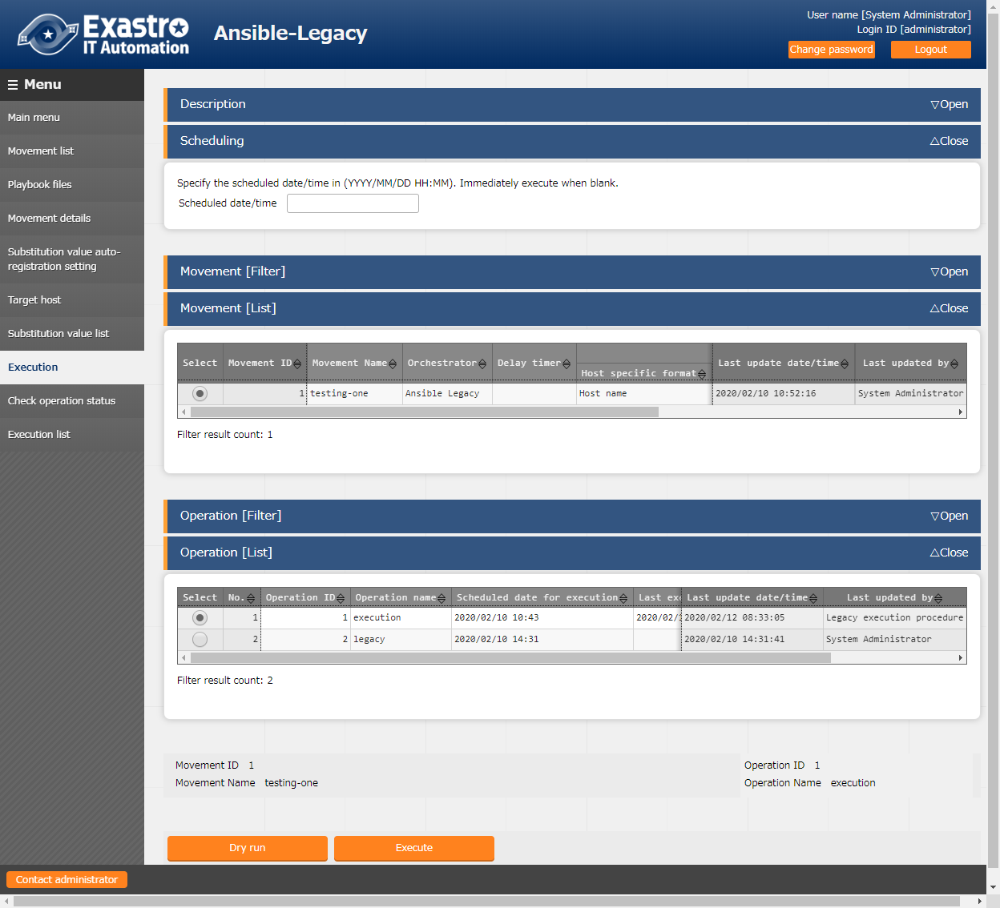 Exastro
IT Automation
Ansible-Legacy
User name [System Administrator]
Login ID [administrator]
Change password
Logout
Menu
Main menu
Movement list
Playbook files
Movement details
Substitution value auto-
registration setting
Target host
Substitution value list
Execution
Check operation status
Execution list
Description
▽Open
Scheduling
△Close
Specify the scheduled date/time in (YYYY/MM/DD HH:MM). Immediately execute when blank.
Scheduled date/time
Movement [Filter]
▽Open
Movement [List]
△Close
Select Movement ID Movement Name Orchestrator Delay timer Host specific format Last update date/time Last updated by
1 testing-one Ansible Legacy Host name 2020/02/10 10:52:16 System Administrator
Filter result count: 1
Operation [Filter]
▽Open
Operation [List]
△Close
Select No. Operation ID Operation name Scheduled date for execution Last ex Last update date/time Last updated by
1 1 execution 2020/02/10 10:43 2020/02/ 2020/02/12 08:33:05 Legacy execution procedure
2 2 legacy 2020/02/10 14:31 2020/02/10 14:31:41 System Administrator
Filter result count: 2
Movement ID 1
Operation ID 1
Movement Name testing-one
Operation Name execution
Dry run
Execute
Contact administrator